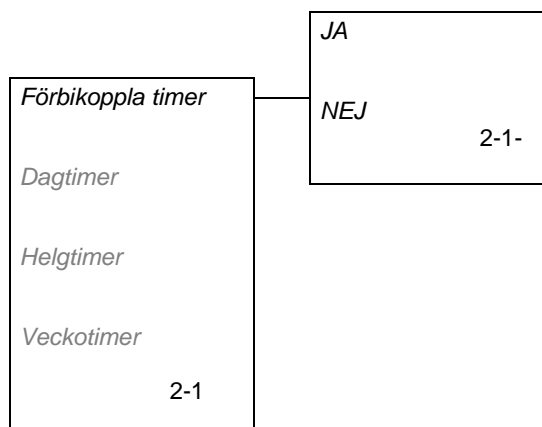 JA
Förbikoppla timer
NEJ
2-1-
Dagtimer
Helgtimer
Veckotimer
2-1